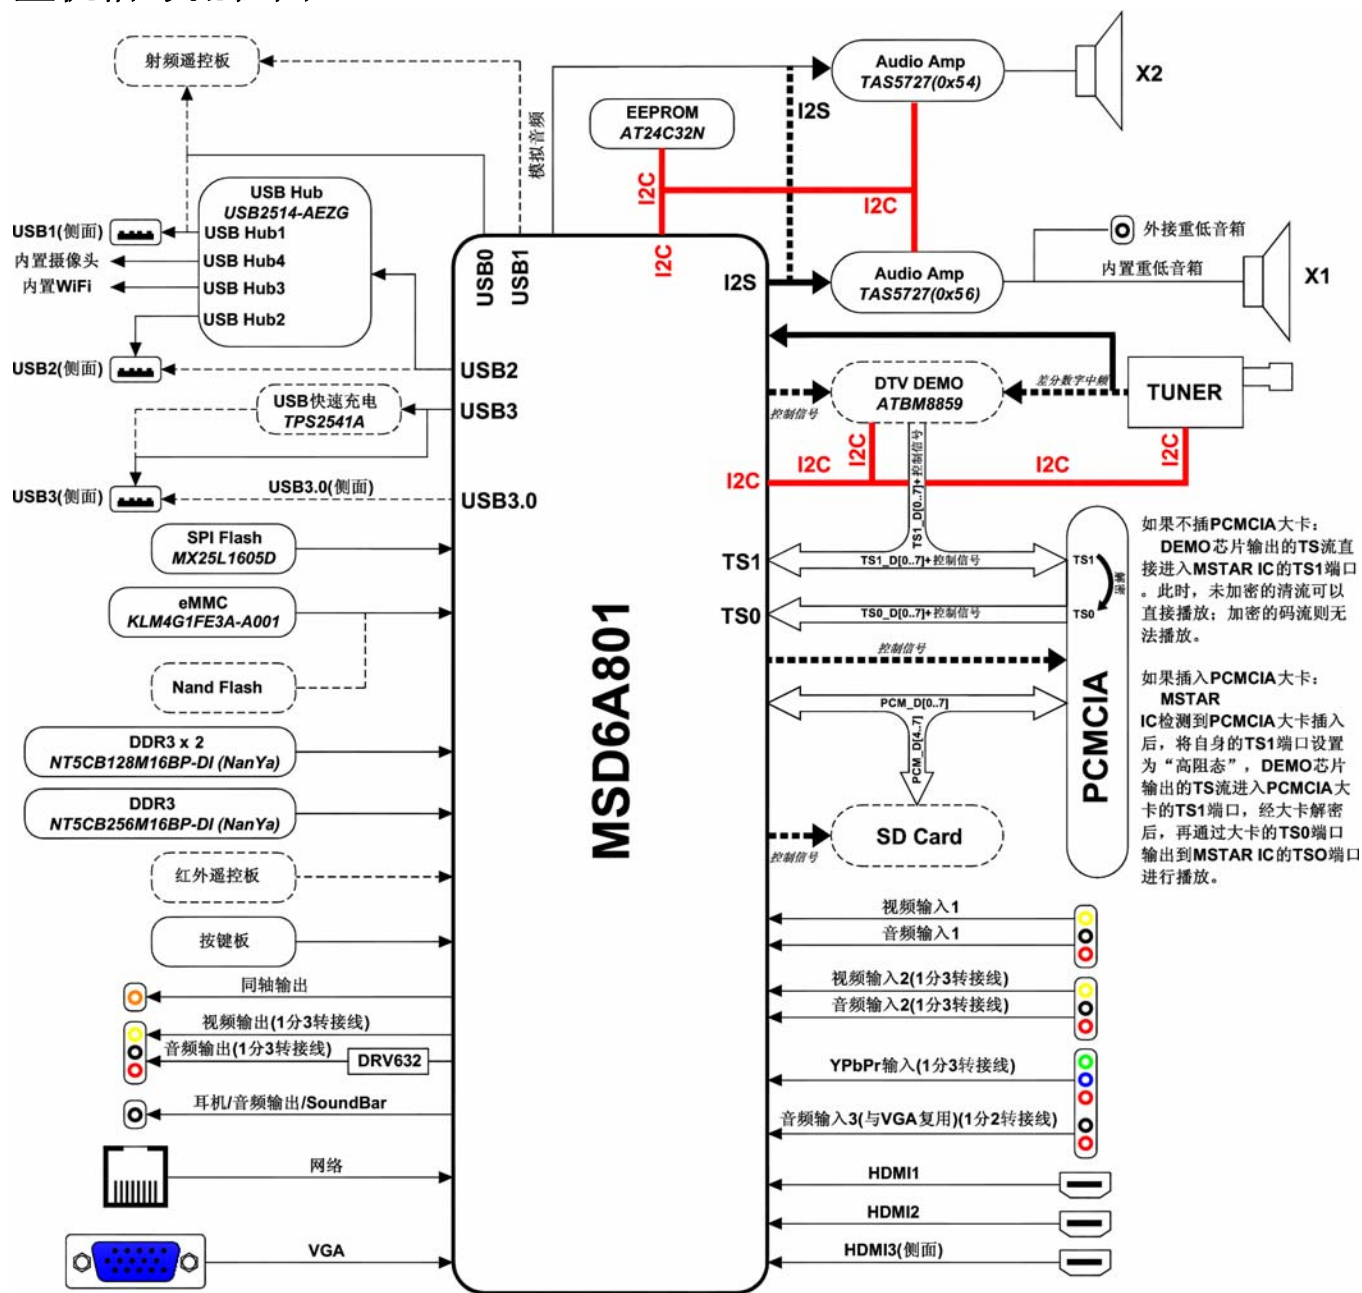 射频遥控板
模拟音频
EEPROM
AT24C32N
I2S
Audio Amp
TAS5727(0x54)
X2
I2C
I2C
I2C
USB Hub
USB2514-AEZG
USB Hub1
USB Hub4
USB Hub3
USB Hub2
USB1(侧面)
内置摄像头
内置WiFi
USB2(侧面)
USB快速充电
TPS2541A
USB3(侧面)
USB3.0(侧面)
USB0
USB1
USB2
USB3
USB3.0
I2S
Audio Amp
TAS5727(0x56)
外接重低音箱
内置重低音箱
X1
控制信号
DTV DEMO
ATBM8859
差分数字中频
TUNER
I2C
I2C
I2C
I2C
I2C
TS1_D[0..7]+控制信号
TS1
TS1_D[0..7]+控制信号
TS1
TS0
TS0_D[0..7]+控制信号
TS0
控制信号
PCM_D[0..7]
PCM_D[4..7]
PCMCIA
控制信号
SD Card
如果不插PCMCIA大卡：
DEMO芯片输出的TS流直
接进入MSTAR IC的TS1端口
。此时，未加密的清流可以
直接播放；加密的码流则无
法播放。
如果插入PCMCIA大卡：
MSTAR
IC检测到PCMCIA大卡插入
后，将自身的TS1端口设置
为“高阻态”，DEMO芯片
输出的TS流进入PCMCIA大
卡的TS1端口，经大卡解密
后，再通过大卡的TS0端口
输出到MSTAR IC的TSO端口
进行播放。
MSD6A801
SPI Flash
MX25L1605D
eMMC
KLM4G1FE3A-A001
Nand Flash
DDR3 x 2
NT5CB128M16BP-DI (NanYa)
DDR3
NT5CB256M16BP-DI (NanYa)
红外遥控板
按键板
同轴输出
视频输出(1分3转接线)
音频输出(1分3转接线)
DRV632
耳机/音频输出/SoundBar
网络
VGA
视频输入1
音频输入1
视频输入2(1分3转接线)
音频输入2(1分3转接线)
YPbPr输入(1分3转接线)
音频输入3(与VGA复用)(1分2转接线)
HDMI1
HDMI2
HDMI3(侧面)